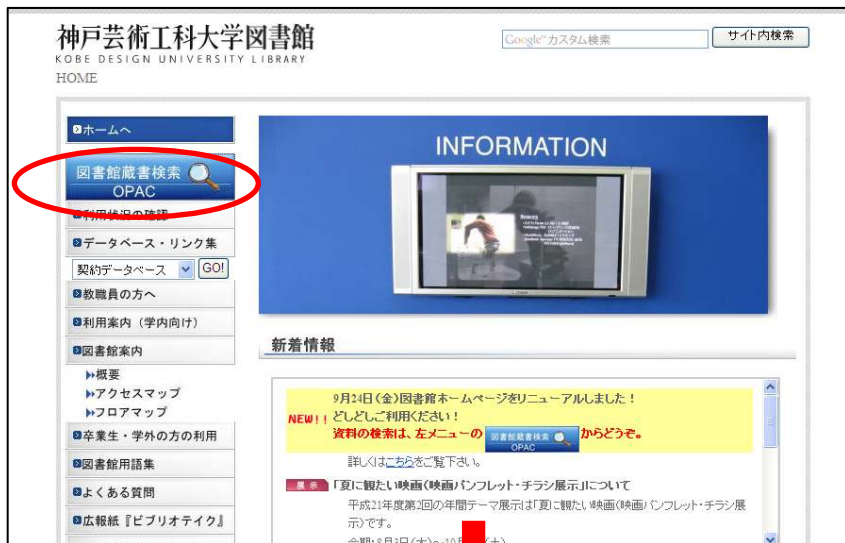 神戸芸術工科大学図書館
KOBE DESIGN UNIVERSITY LIBRARY
Google™ カスタム検索
サイト内検索
HOME
ホームへ
図書館蔵書検索
OPAC
利用状況の確認
データベース・リンク集
契約データベース
GO!
教職員の方へ
利用案内（学内向け）
図書館案内
概要
アクセスマップ
フロアマップ
卒業生・学外の方の利用
図書館用語集
よくある質問
広報紙『ビブリオテイク』
INFORMATION
新着情報
9月24日(金)図書館ホームページをリニューアルしました！
NEW!! どしどしご利用ください！
資料の検索は、左メニューの 図書館蔵書検索 OPAC からどうぞ。
詳しくはこちらをご覧下さい。
展示 「夏に観たい映画(映画パンフレット・チラシ展示)」について
平成21年度第2回の年間テーマ展示は「夏に観たい映画(映画パンフレット・チラシ展
示)」です。